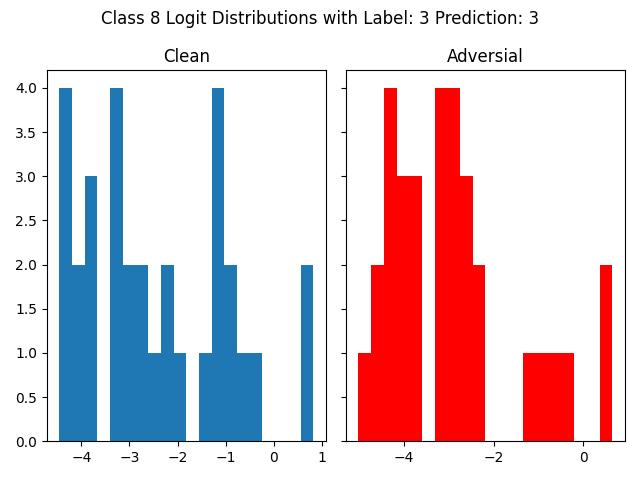 Class 8 Logit Distributions with Label: 3 Prediction: 3
Clean
Adversial
4.0
3.5
3.0
2.5
2.0
1.5
1.0
0.5
0.0
−4 −3 −2 −1 0 1
−4 −2 0